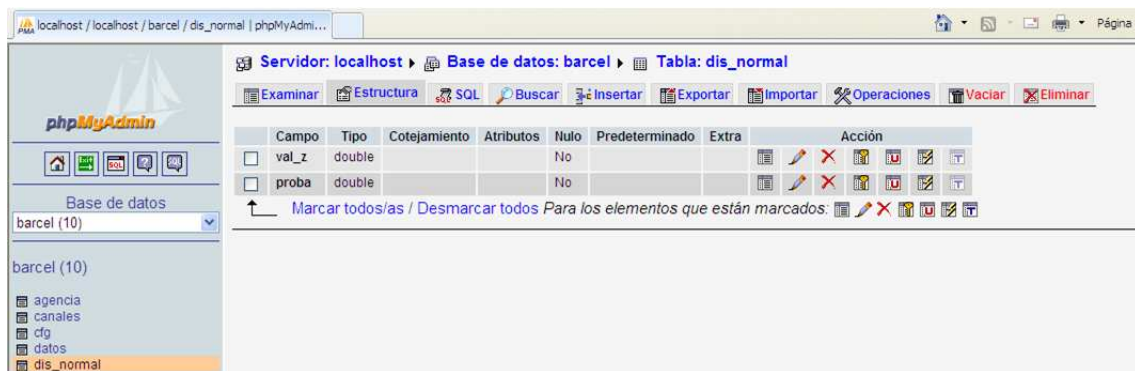 localhost / localhost / barcel / dis_normal | phpMyAdmi...
Página
Servidor: localhost ▸ Base de datos: barcel ▸ Tabla: dis_normal
Examinar Estructura SQL Buscar Insertar Exportar Importar Operaciones Vaciar Eliminar
phpMyAdmin
Campo Tipo Cotejamiento Atributos Nulo Predeterminado Extra Acción
val_z double No
proba double No
Marcar todos/as / Desmarcar todos Para los elementos que están marcados:
Base de datos
barcel (10)
barcel (10)
agencia
canales
cfg
datos
dis_normal